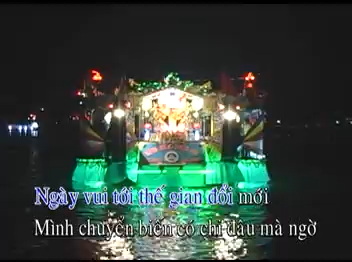 Ngày vui tới thế gian đổi mới
Mình chuyển biến có chi đâu mà ngờ